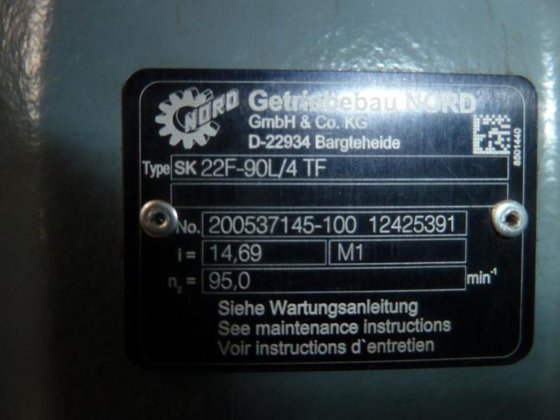 NORD
Getriebebau NORD
GmbH & Co. KG
D-22934 Bargteheide
8501440
Type SK 22F-90L/4 TF
No. 200537145-100 12425391
i = 14,69 M1
n₂ = 95,0 min⁻¹
Siehe Wartungsanleitung
See maintenance instructions
Voir instructions d`entretien